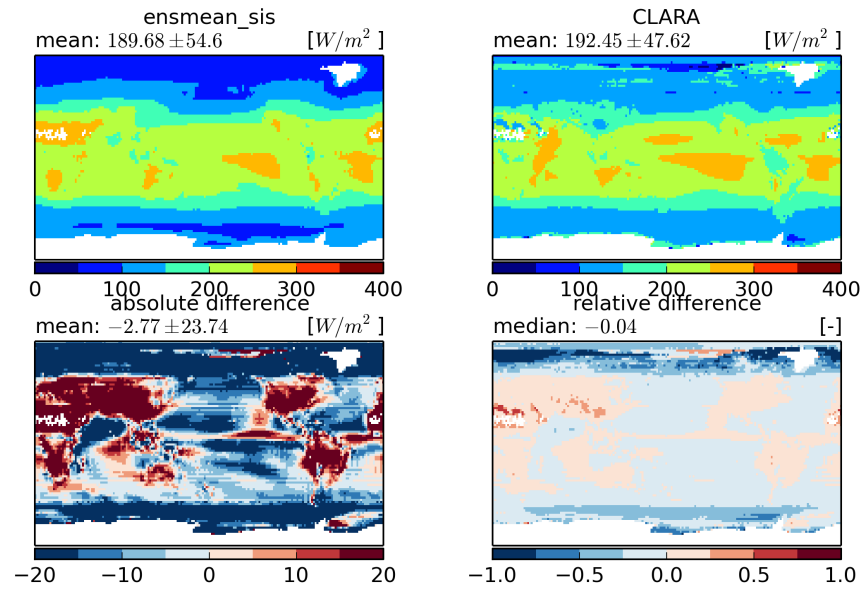 ensmean_sis
mean: 189.68 ±54.6 [W/m² ]
0 100 200 300 400
CLARA
mean: 192.45 ±47.62 [W/m² ]
0 100 200 300 400
absolute difference
mean: −2.77 ±23.74 [W/m² ]
−20 −10 0 10 20
relative difference
median: −0.04 [-]
−1.0 −0.5 0.0 0.5 1.0